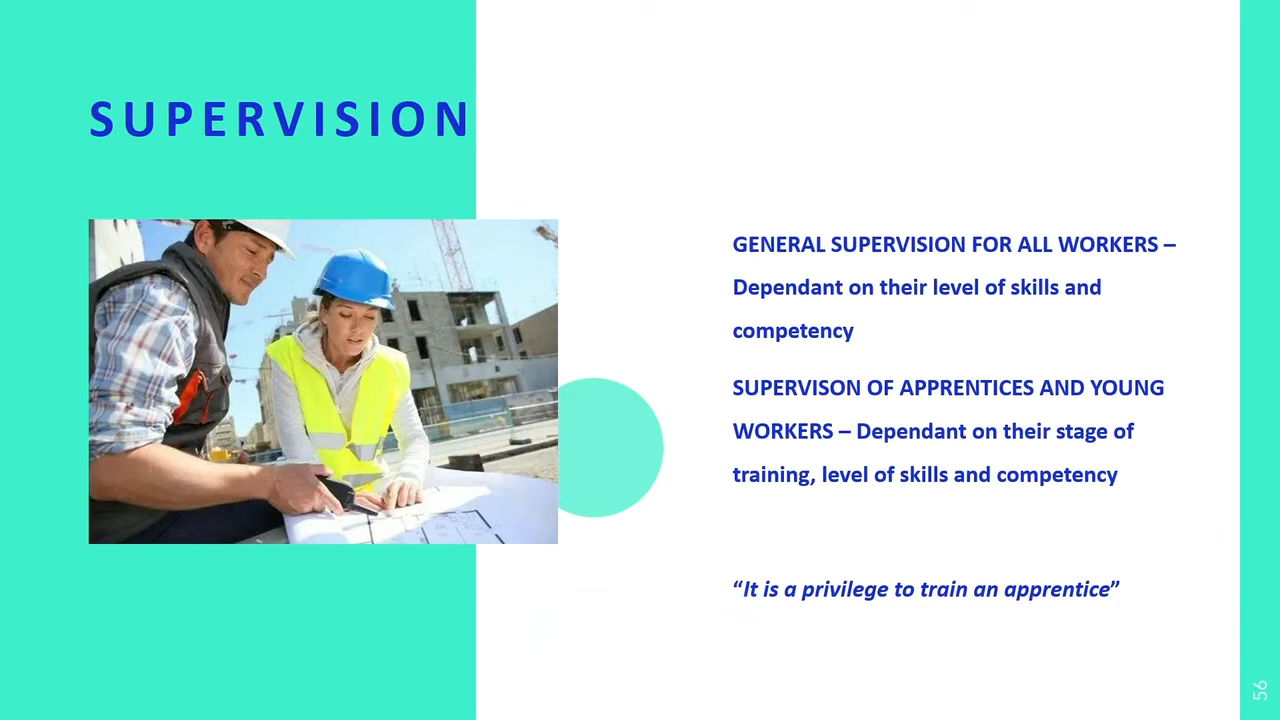 SUPERVISION
GENERAL SUPERVISION FOR ALL WORKERS –
Dependant on their level of skills and
competency
SUPERVISON OF APPRENTICES AND YOUNG
WORKERS – Dependant on their stage of
training, level of skills and competency
“It is a privilege to train an apprentice”
56